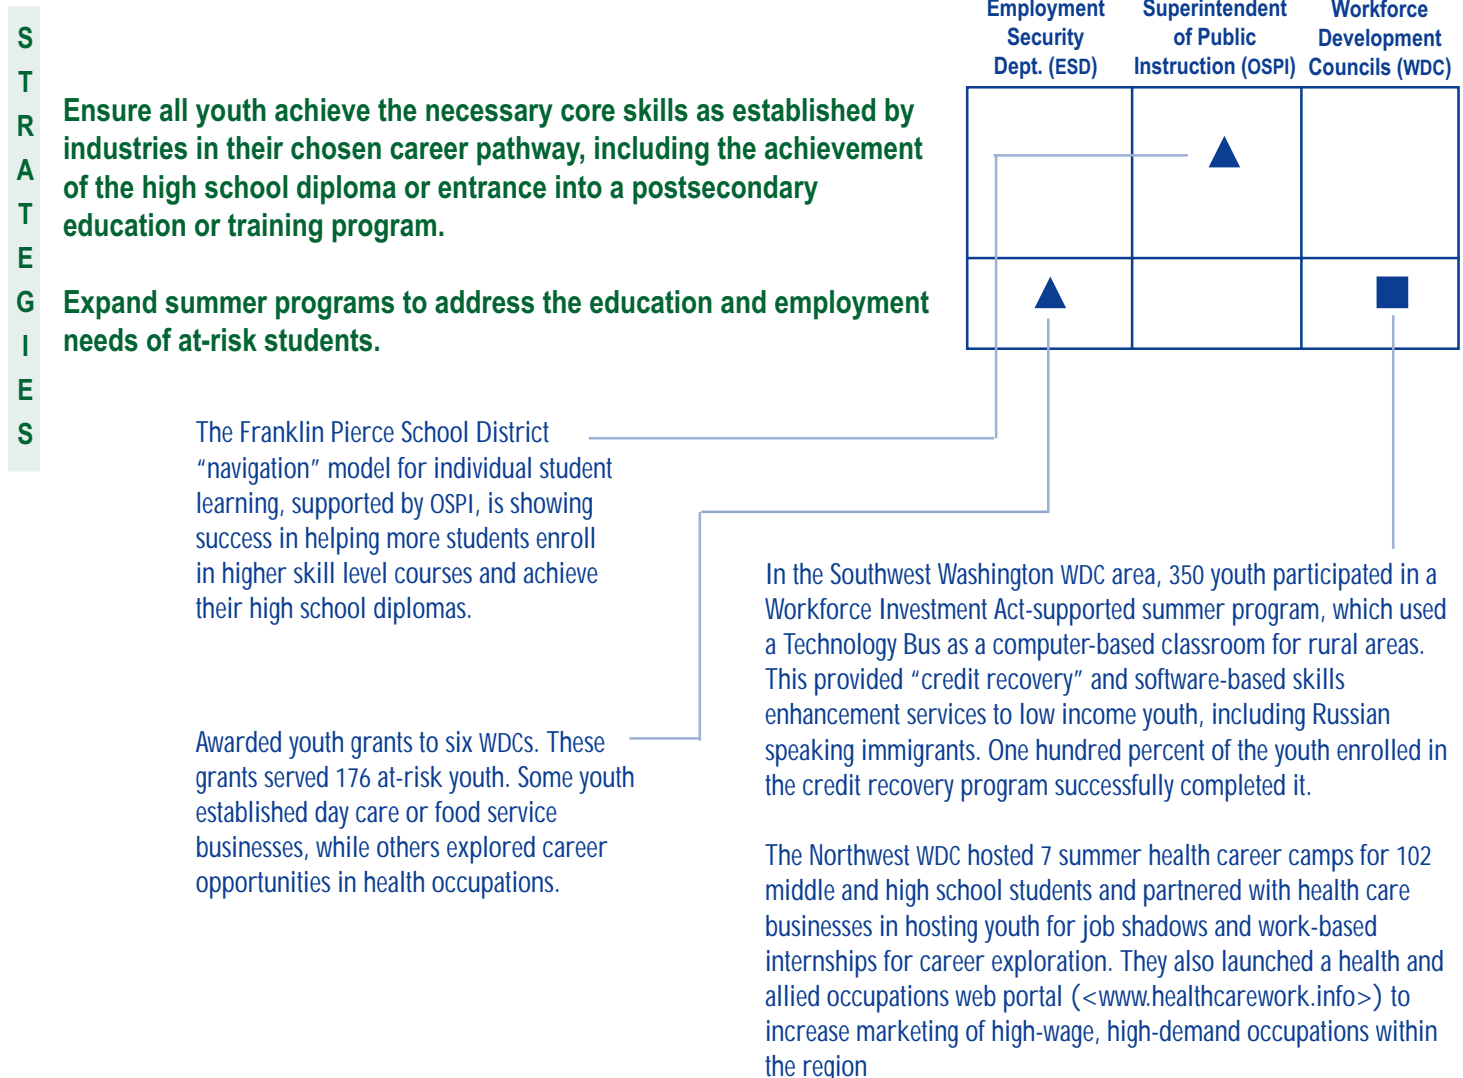 S
T
R
A
T
E
G
I
E
S
Employment
Security
Dept. (ESD)
Superintendent
of Public
Instruction (OSPI)
Workforce
Development
Councils (WDC)
Ensure all youth achieve the necessary core skills as established by
industries in their chosen career pathway, including the achievement
of the high school diploma or entrance into a postsecondary
education or training program.
Expand summer programs to address the education and employment
needs of at-risk students.
The Franklin Pierce School District
“navigation” model for individual student
learning, supported by OSPI, is showing
success in helping more students enroll
in higher skill level courses and achieve
their high school diplomas.
Awarded youth grants to six WDCs. These
grants served 176 at-risk youth. Some youth
established day care or food service
businesses, while others explored career
opportunities in health occupations.
In the Southwest Washington WDC area, 350 youth participated in a
Workforce Investment Act-supported summer program, which used
a Technology Bus as a computer-based classroom for rural areas.
This provided “credit recovery” and software-based skills
enhancement services to low income youth, including Russian
speaking immigrants. One hundred percent of the youth enrolled in
the credit recovery program successfully completed it.
The Northwest WDC hosted 7 summer health career camps for 102
middle and high school students and partnered with health care
businesses in hosting youth for job shadows and work-based
internships for career exploration. They also launched a health and
allied occupations web portal (<www.healthcarework.info>) to
increase marketing of high-wage, high-demand occupations within
the region